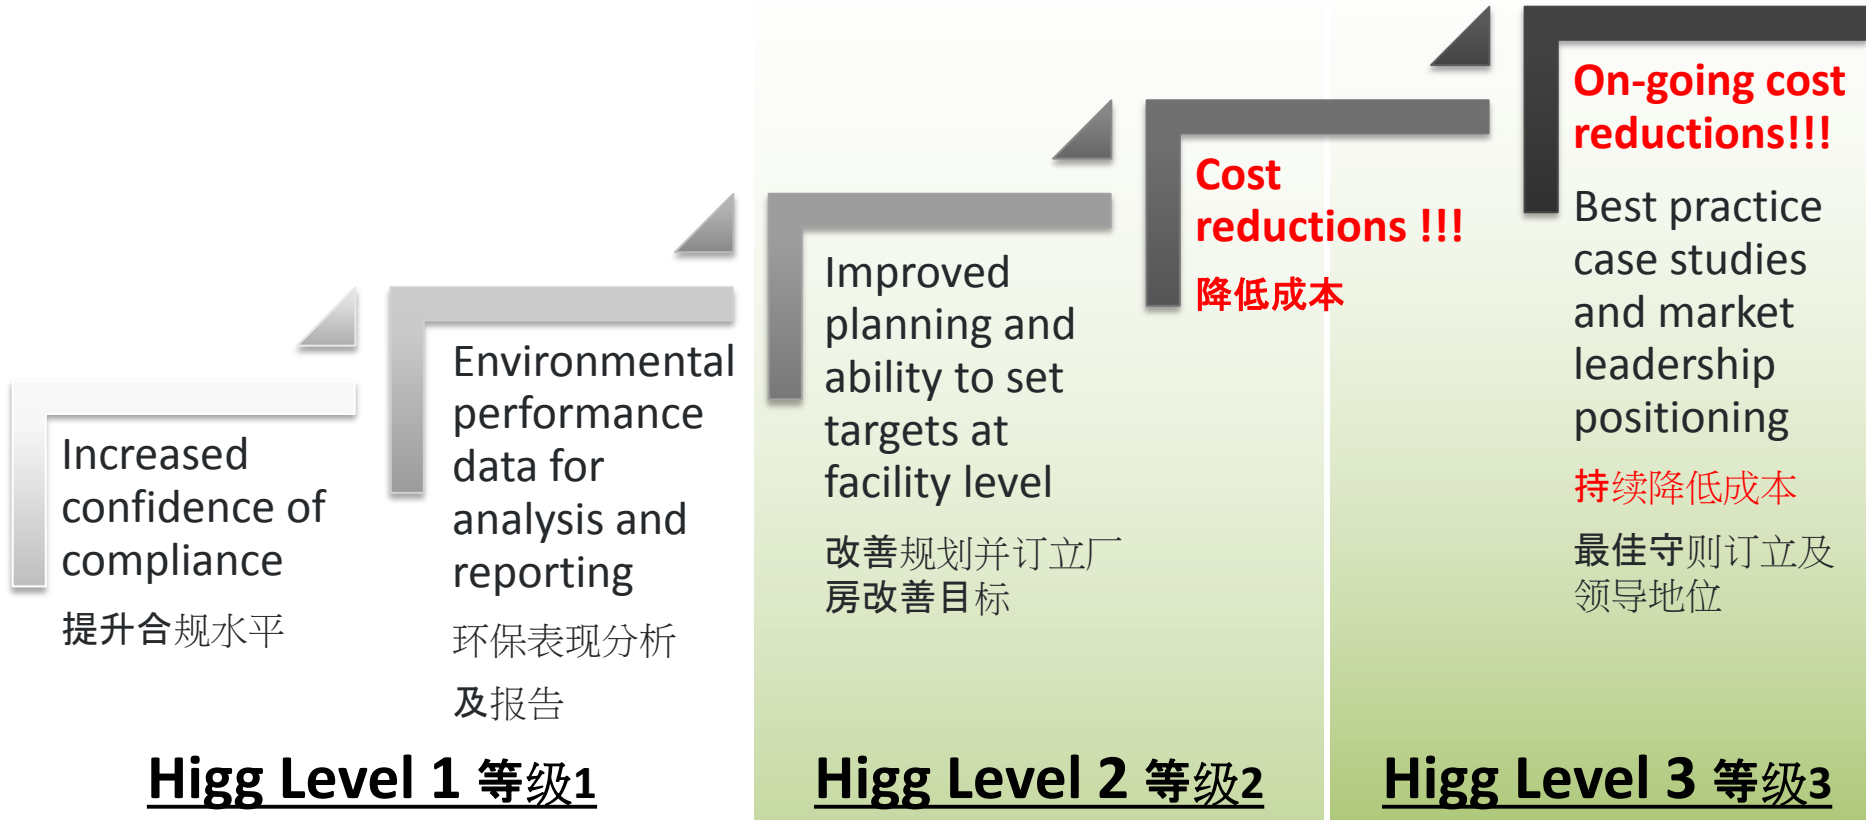 Increased
confidence of
compliance
提升合规水平
Environmental
performance
data for
analysis and
reporting
环保表现分析
及报告
Higg Level 1 等级1
Improved
planning and
ability to set
targets at
facility level
改善规划并订立厂
房改善目标
Cost
reductions !!!
降低成本
Higg Level 2 等级2
On-going cost
reductions!!!
Best practice
case studies
and market
leadership
positioning
持续降低成本
最佳守则订立及
领导地位
Higg Level 3 等级3